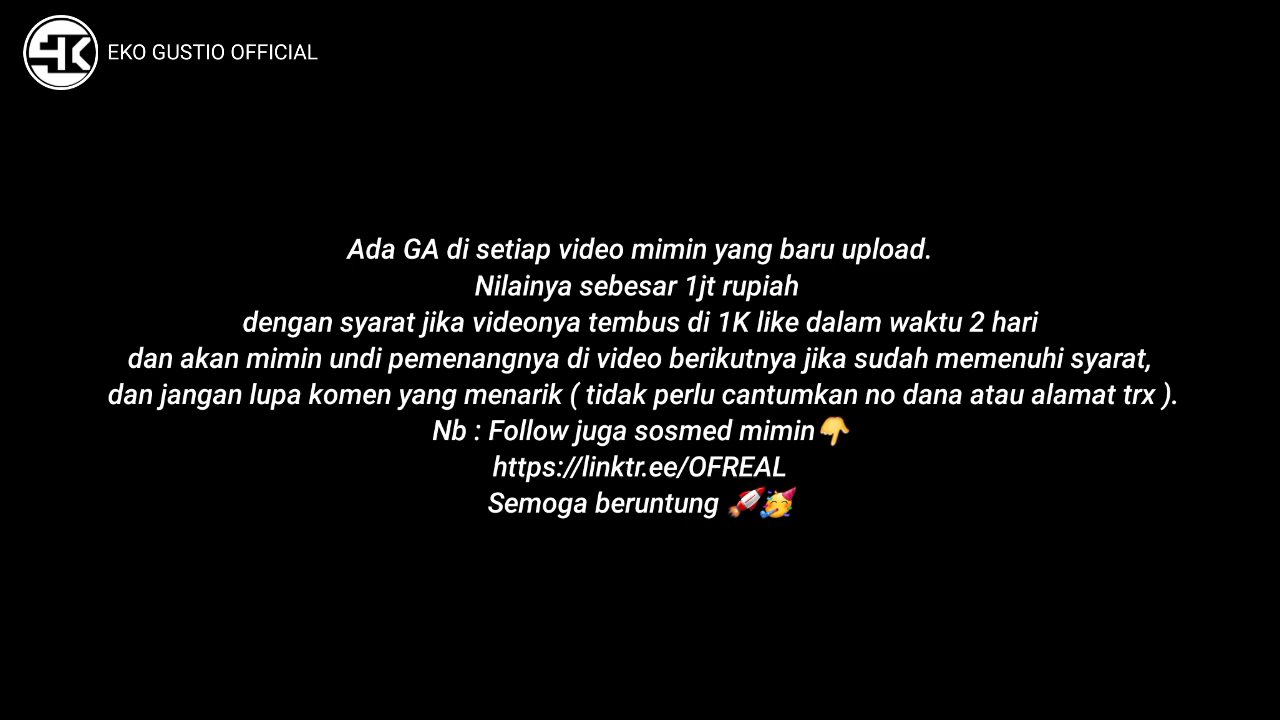 EKO GUSTIO OFFICIAL
Ada GA di setiap video mimin yang baru upload.
Nilainya sebesar 1jt rupiah
dengan syarat jika videonya tembus di 1K like dalam waktu 2 hari
dan akan mimin undi pemenangnya di video berikutnya jika sudah memenuhi syarat,
dan jangan lupa komen yang menarik ( tidak perlu cantumkan no dana atau alamat trx ).
Nb : Follow juga sosmed mimin👇
https://linktr.ee/OFREAL
Semoga beruntung 🚀🥳